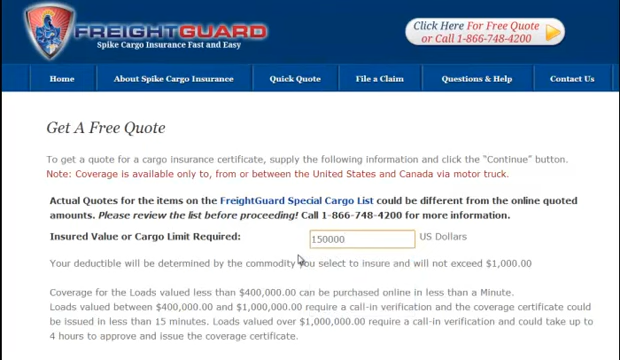 FREIGHTGUARD
Spike Cargo Insurance Fast and Easy
Click Here For Free Quote
or Call 1-866-748-4200
Home
About Spike Cargo Insurance
Quick Quote
File a Claim
Questions & Help
Contact Us
Get A Free Quote
To get a quote for a cargo insurance certificate, supply the following information and click the "Continue" button.
Note: Coverage is available only to, from or between the United States and Canada via motor truck.
Actual Quotes for the items on the FreightGuard Special Cargo List could be different from the online quoted
amounts. Please review the list before proceeding! Call 1-866-748-4200 for more information.
Insured Value or Cargo Limit Required: 150000 US Dollars
Your deductible will be determined by the commodity you select to insure and will not exceed $1,000.00
Coverage for the Loads valued less than $400,000.00 can be purchased online in less than a Minute.
Loads valued between $400,000.00 and $1,000,000.00 require a call-in verification and the coverage certificate could
be issued in less than 15 minutes. Loads valued over $1,000,000.00 require a call-in verification and could take up to
4 hours to approve and issue the coverage certificate.